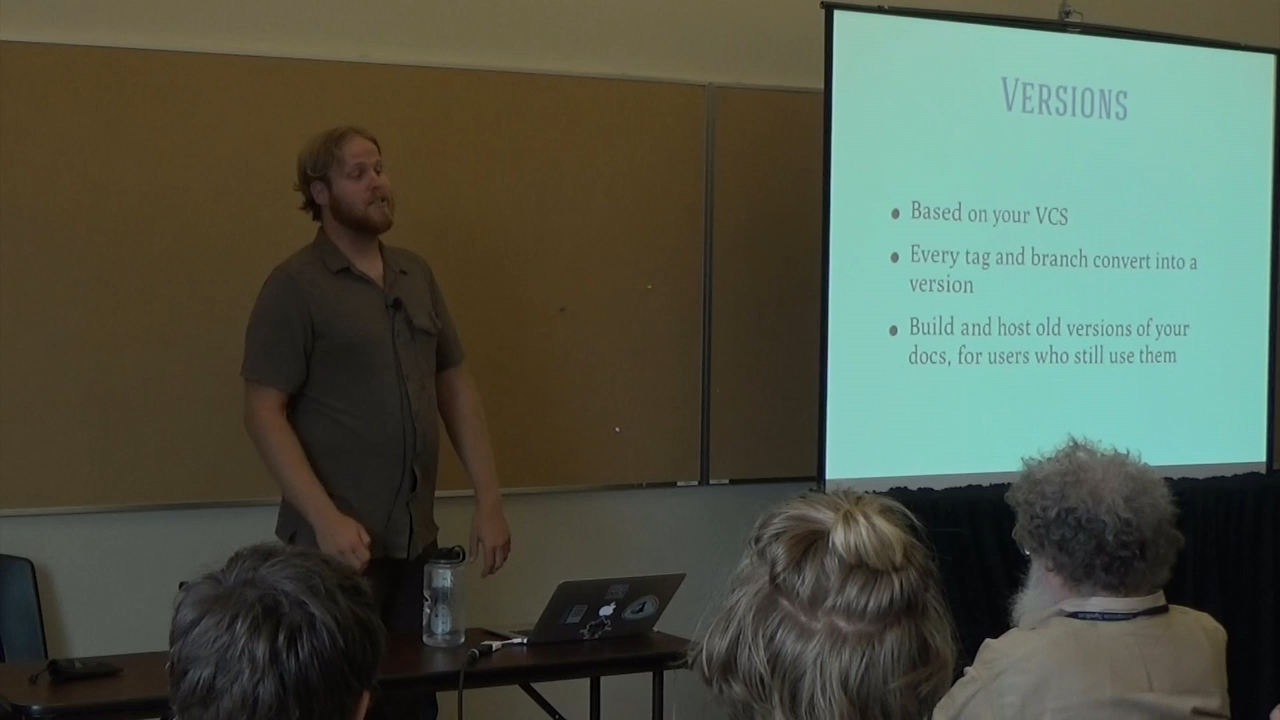 VERSIONS
Based on your VCS
Every tag and branch convert into a
version
Build and host old versions of your
docs, for users who still use them